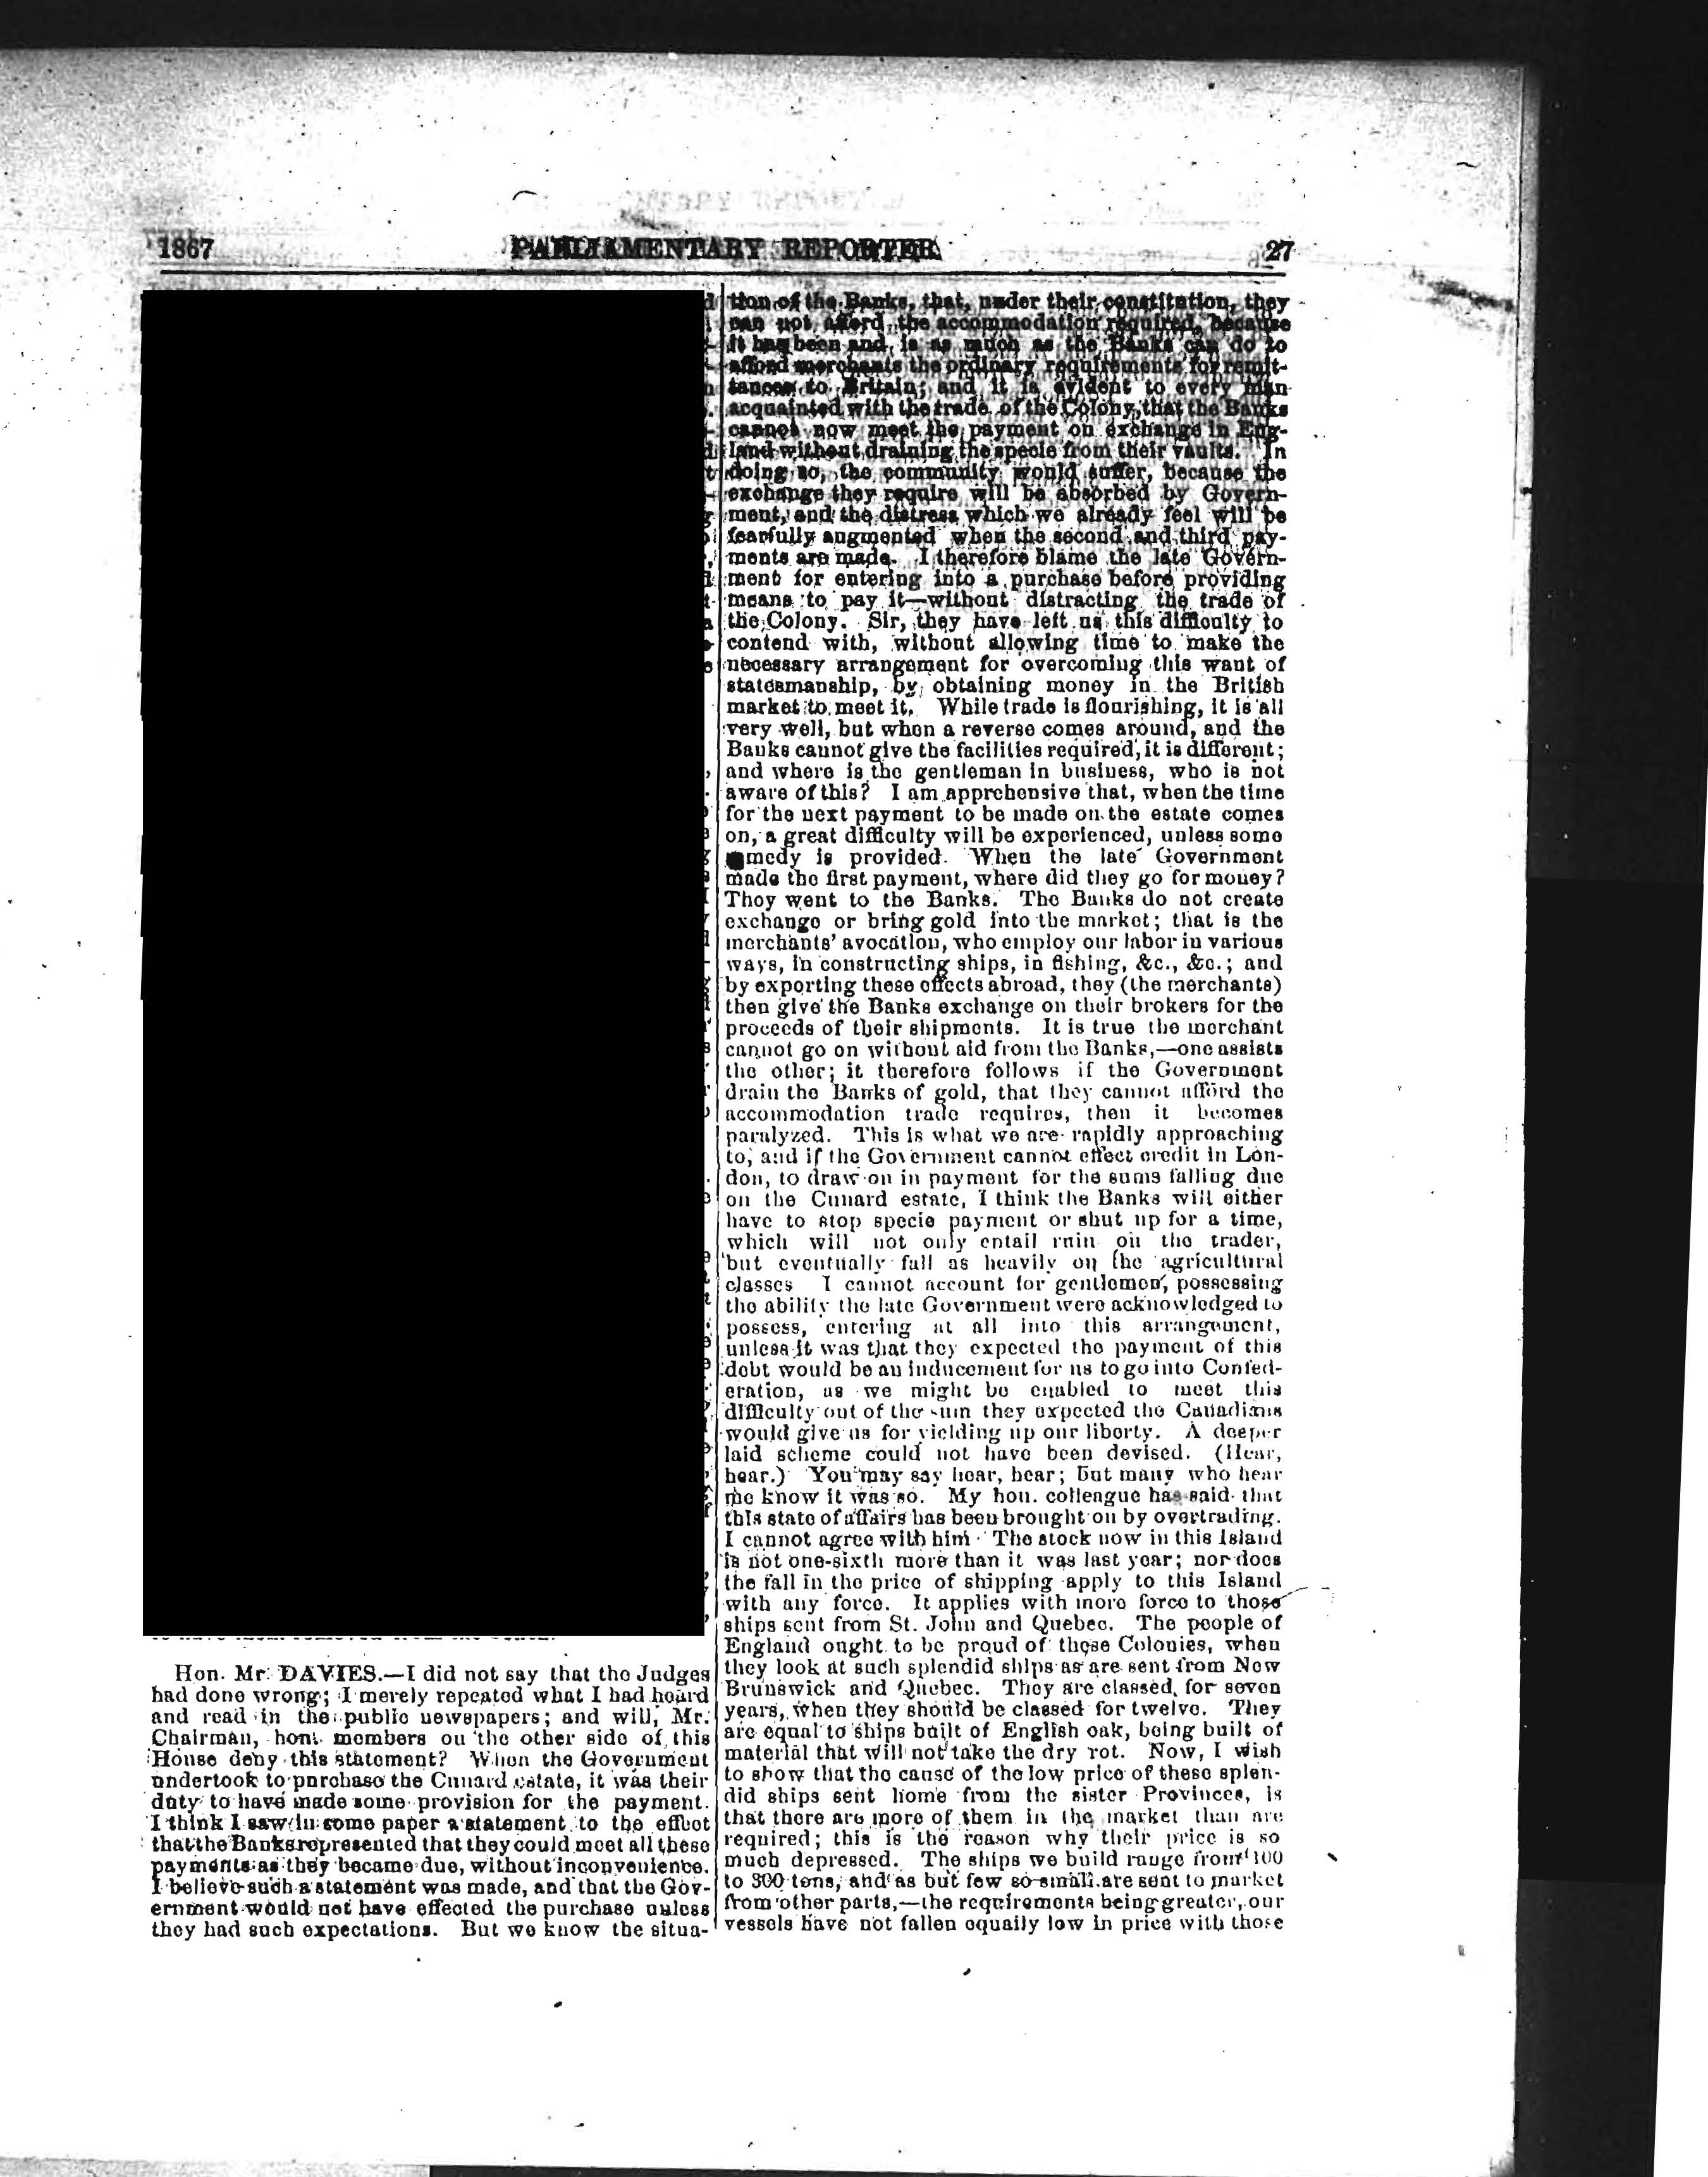 1867 PARLIAMENTARY REPORTER 27
Hon. Mr. DAVIES.—I did not say that the Judges
had done wrong; I merely repeated what I had heard
and read in the public newspapers; and will, Mr.
Chairman, hon. members on the other side of this
House deny this statement? When the Government
undertook to purchase the Cunard estate, it was their
duty to have made some provision for the payment.
I think I saw in some paper a statement to the effect
that the Banks represented that they could meet all these
payments as they became due, without inconvenience.
I believe such a statement was made, and that the Gov-
ernment would not have effected the purchase unless
they had such expectations. But we know the situa-
tion of the Banks, that, under their constitution, they
can not afford the accommodation required, because
it has been and is as much as the Banks can do to
afford merchants the ordinary requirements for remit-
tances to Britain; and it is evident to every man
acquainted with the trade of the Colony, that the Banks
cannot now meet the payment on exchange in Eng-
land without draining the specie from their vaults. In
doing so, the community would suffer, because the
exchange they require will be absorbed by Govern-
ment, and the distress which we already feel will be
fearfully augmented when the second and third pay-
ments are made. I therefore blame the late Govern-
ment for entering into a purchase before providing
means to pay it—without distracting the trade of
the Colony. Sir, they have left us this difficulty to
contend with, without allowing time to make the
necessary arrangement for overcoming this want of
statesmanship, by obtaining money in the British
market to meet it. While trade is flourishing, it is all
very well, but when a reverse comes around, and the
Banks cannot give the facilities required, it is different;
and where is the gentleman in business, who is not
aware of this? I am apprehensive that, when the time
for the next payment to be made on the estate comes
on, a great difficulty will be experienced, unless some
medy is provided. When the late Government
made the first payment, where did they go for money?
They went to the Banks. The Banks do not create
exchange or bring gold into the market; that is the
merchants' avocation, who employ our labor in various
ways, in constructing ships, in fishing, &c., &c.; and
by exporting these effects abroad, they (the merchants)
then give the Banks exchange on their brokers for the
proceeds of their shipments. It is true the merchant
cannot go on without aid from the Banks,—one assists
the other; it therefore follows if the Government
drain the Banks of gold, that they cannot afford the
accommodation trade requires, then it becomes
paralyzed. This is what we are rapidly approaching
to, and if the Government cannot effect credit in Lon-
don, to draw on in payment for the sums falling due
on the Cunard estate, I think the Banks will either
have to stop specie payment or shut up for a time,
which will not only entail ruin on the trader,
but eventually fall as heavily on the agricultural
classes I cannot account for gentlemen, possessing
the ability the late Government were acknowledged to
possess, entering at all into this arrangement,
unless it was that they expected the payment of this
debt would be an inducement for us to go into Confed-
eration, as we might be enabled to meet this
difficulty out of the sum they expected the Canadians
would give us for yielding up our liberty. A deeper
laid scheme could not have been devised. (Hear,
hear.) You may say hear, hear; but many who hear
me know it was so. My hon. colleague has said that
this state of affairs has been brought on by overtrading.
I cannot agree with him The stock now in this Island
is not one-sixth more than it was last year; nor does
the fall in the price of shipping apply to this Island
with any force. It applies with more force to those
ships sent from St. John and Quebec. The people of
England ought to be proud of these Colonies, when
they look at such splendid ships as are sent from New
Brunswick and Quebec. They are classed for seven
years, when they should be classed for twelve. They
are equal to ships built of English oak, being built of
material that will not take the dry rot. Now, I wish
to show that the cause of the low price of these splen-
did ships sent home from the sister Provinces, is
that there are more of them in the market than are
required; this is the reason why their price is so
much depressed. The ships we build range from 100
to 300 tons, and as but few so small are sent to market
from other parts,—the requirements being greater, our
vessels have not fallen equally low in price with those